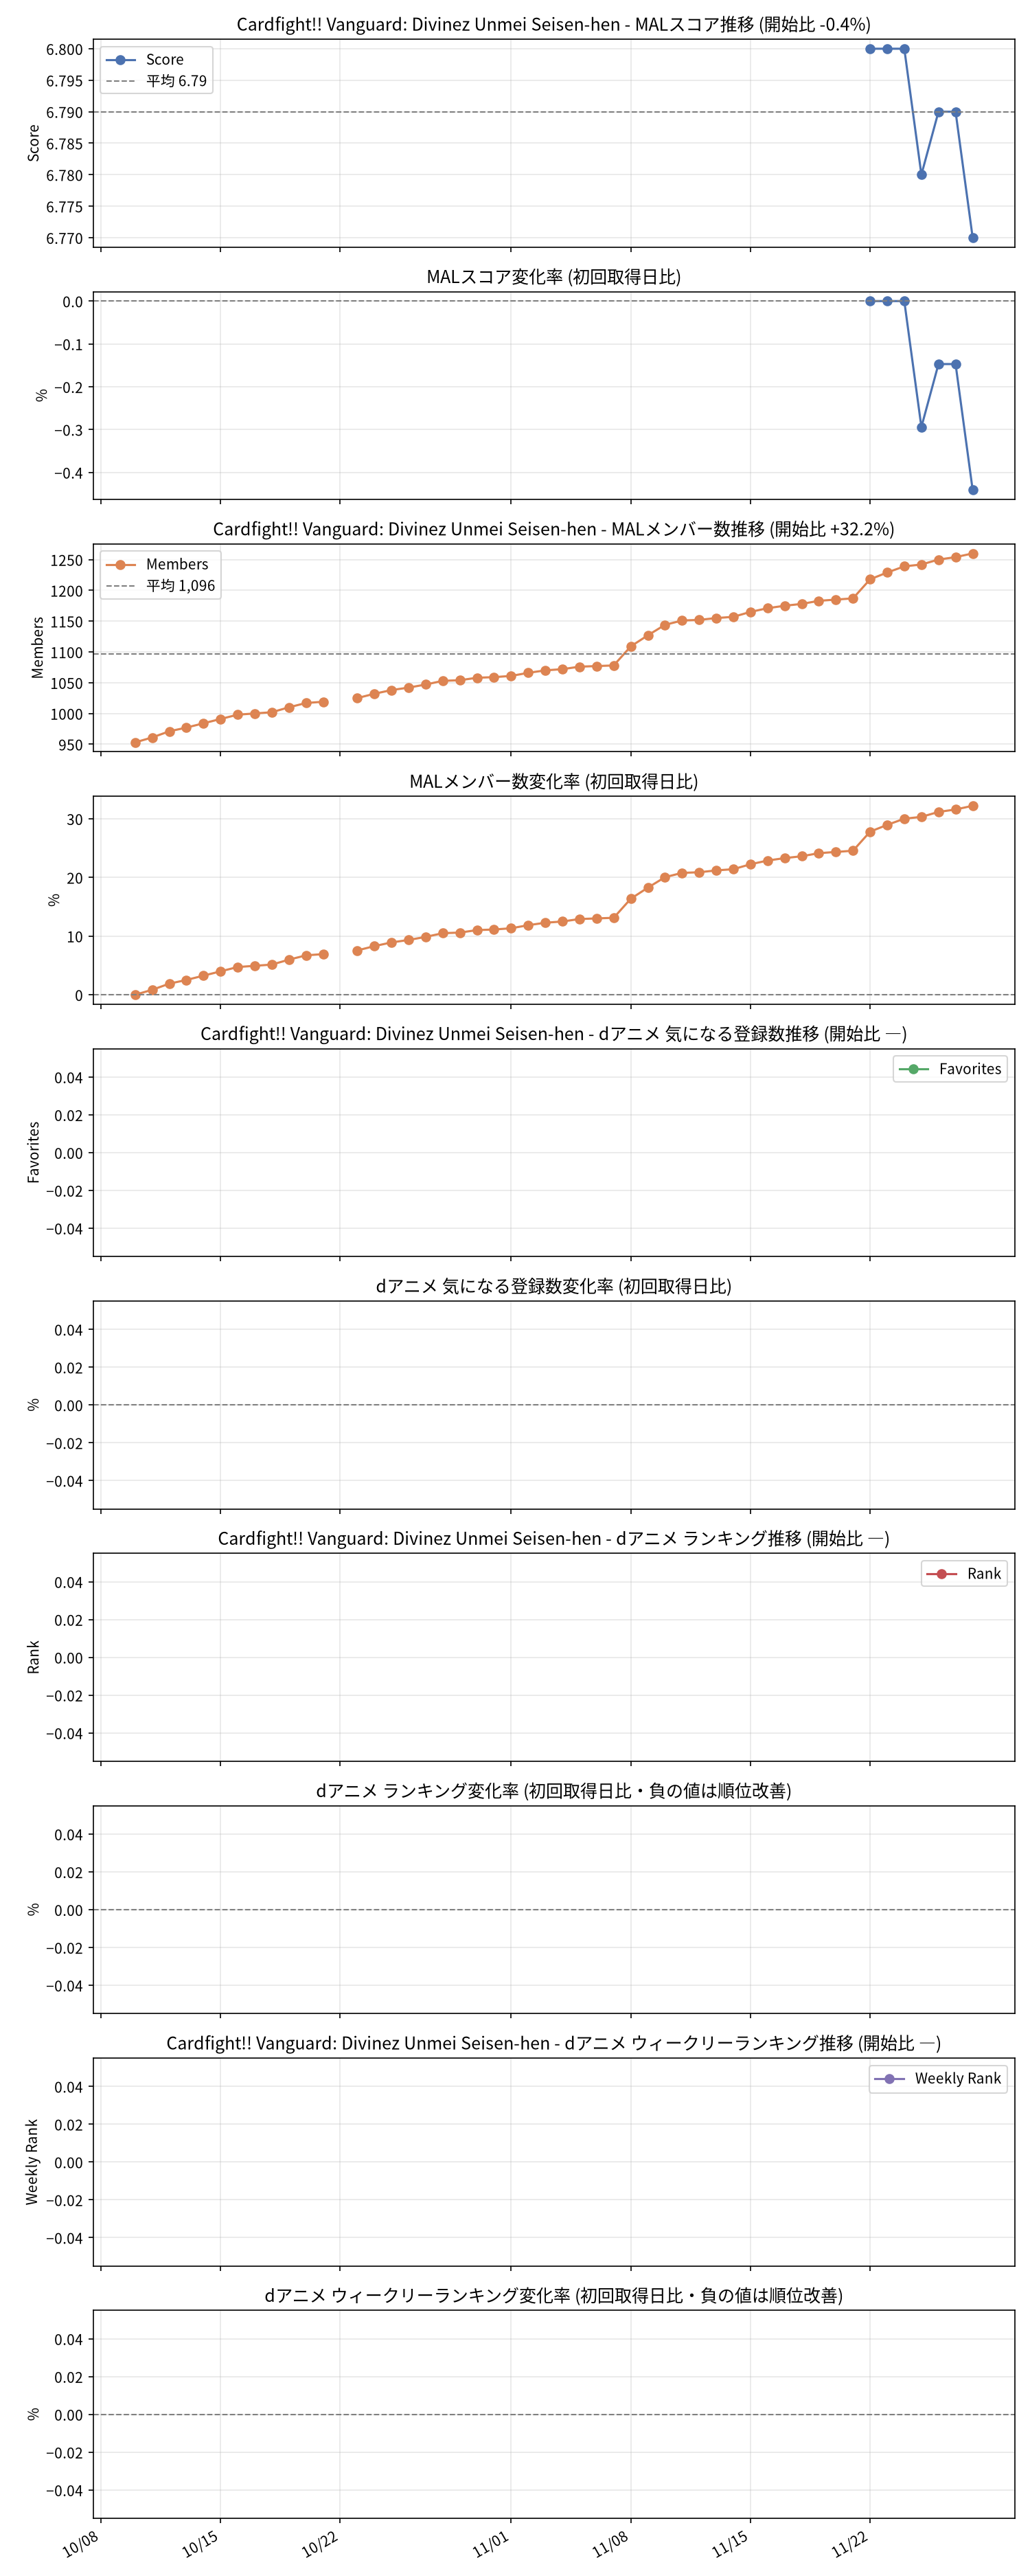 Cardfight!! Vanguard: Divinez Unmei Seisen-hen - MALスコア推移 (開始比 -0.4%)
6.800
6.795
6.790
6.785
6.780
6.775
6.770
Score
Score
平均 6.79
MALスコア変化率 (初回取得日比)
0.0
−0.1
−0.2
−0.3
−0.4
%
Cardfight!! Vanguard: Divinez Unmei Seisen-hen - MALメンバー数推移 (開始比 +32.2%)
1250
1200
1150
1100
1050
1000
950
Members
Members
平均 1,096
MALメンバー数変化率 (初回取得日比)
30
20
10
0
%
Cardfight!! Vanguard: Divinez Unmei Seisen-hen - dアニメ 気になる登録数推移 (開始比 —)
0.04
0.02
0.00
−0.02
−0.04
Favorites
Favorites
dアニメ 気になる登録数変化率 (初回取得日比)
0.04
0.02
0.00
−0.02
−0.04
%
Cardfight!! Vanguard: Divinez Unmei Seisen-hen - dアニメ ランキング推移 (開始比 —)
0.04
0.02
0.00
−0.02
−0.04
Rank
Rank
dアニメ ランキング変化率 (初回取得日比・負の値は順位改善)
0.04
0.02
0.00
−0.02
−0.04
%
Cardfight!! Vanguard: Divinez Unmei Seisen-hen - dアニメ ウィークリーランキング推移 (開始比 —)
0.04
0.02
0.00
−0.02
−0.04
Weekly Rank
Weekly Rank
dアニメ ウィークリーランキング変化率 (初回取得日比・負の値は順位改善)
0.04
0.02
0.00
−0.02
−0.04
%
10/08
10/15
10/22
11/01
11/08
11/15
11/22